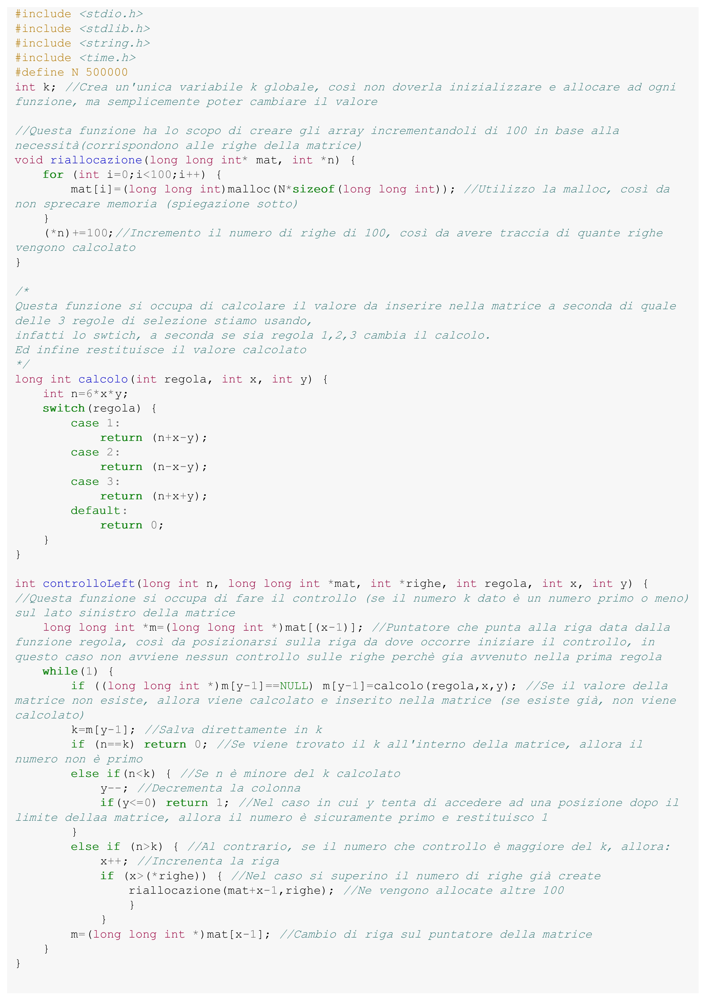 #include <stdio.h>
#include <stdlib.h>
#include <string.h>
#include <time.h>
#define N 500000
int k; //Crea un'unica variabile k globale, così non doverla inizializzare e allocare ad ogni
funzione, ma semplicemente poter cambiare il valore

//Questa funzione ha lo scopo di creare gli array incrementandoli di 100 in base alla
necessità(corrispondono alle righe della matrice)
void riallocazione(long long int* mat, int *n) {
    for (int i=0;i<100;i++) {
        mat[i]=(long long int)malloc(N*sizeof(long long int)); //Utilizzo la malloc, così da
non sprecare memoria (spiegazione sotto)
    }
    (*n)+=100;//Incremento il numero di righe di 100, così da avere traccia di quante righe
vengono calcolato
}

/*
Questa funzione si occupa di calcolare il valore da inserire nella matrice a seconda di quale
delle 3 regole di selezione stiamo usando,
infatti lo swtich, a seconda se sia regola 1,2,3 cambia il calcolo.
Ed infine restituisce il valore calcolato
*/
long int calcolo(int regola, int x, int y) {
    int n=6*x*y;
    switch(regola) {
        case 1:
            return (n+x-y);
        case 2:
            return (n-x-y);
        case 3:
            return (n+x+y);
        default:
            return 0;
    }
}

int controlloLeft(long int n, long long int *mat, int *righe, int regola, int x, int y) {
//Questa funzione si occupa di fare il controllo (se il numero k dato è un numero primo o meno)
sul lato sinistro della matrice
    long long int *m=(long long int *)mat[(x-1)]; //Puntatore che punta alla riga data dalla
funzione regola, così da posizionarsi sulla riga da dove occorre iniziare il controllo, in
questo caso non avviene nessun controllo sulle righe perchè gia avvenuto nella prima regola
    while(1) {
        if ((long long int *)m[y-1]==NULL) m[y-1]=calcolo(regola,x,y); //Se il valore della
matrice non esiste, allora viene calcolato e inserito nella matrice (se esiste già, non viene
calcolato)
        k=m[y-1]; //Salva direttamente in k
        if (n==k) return 0; //Se viene trovato il k all'interno della matrice, allora il
numero non è primo
        else if(n<k) { //Se n è minore del k calcolato
            y--; //Decrementa la colonna
            if(y<=0) return 1; //Nel caso in cui y tenta di accedere ad una posizione dopo il
limite dellaa matrice, allora il numero è sicuramente primo e restituisco 1
        }
        else if (n>k) { //Al contrario, se il numero che controllo è maggiore del k, allora:
            x++; //Increnenta la riga
            if (x>(*righe)) { //Nel caso si superino il numero di righe già create
                riallocazione(mat+x-1,righe); //Ne vengono allocate altre 100
                }
            }
        m=(long long int *)mat[x-1]; //Cambio di riga sul puntatore della matrice
    }
}